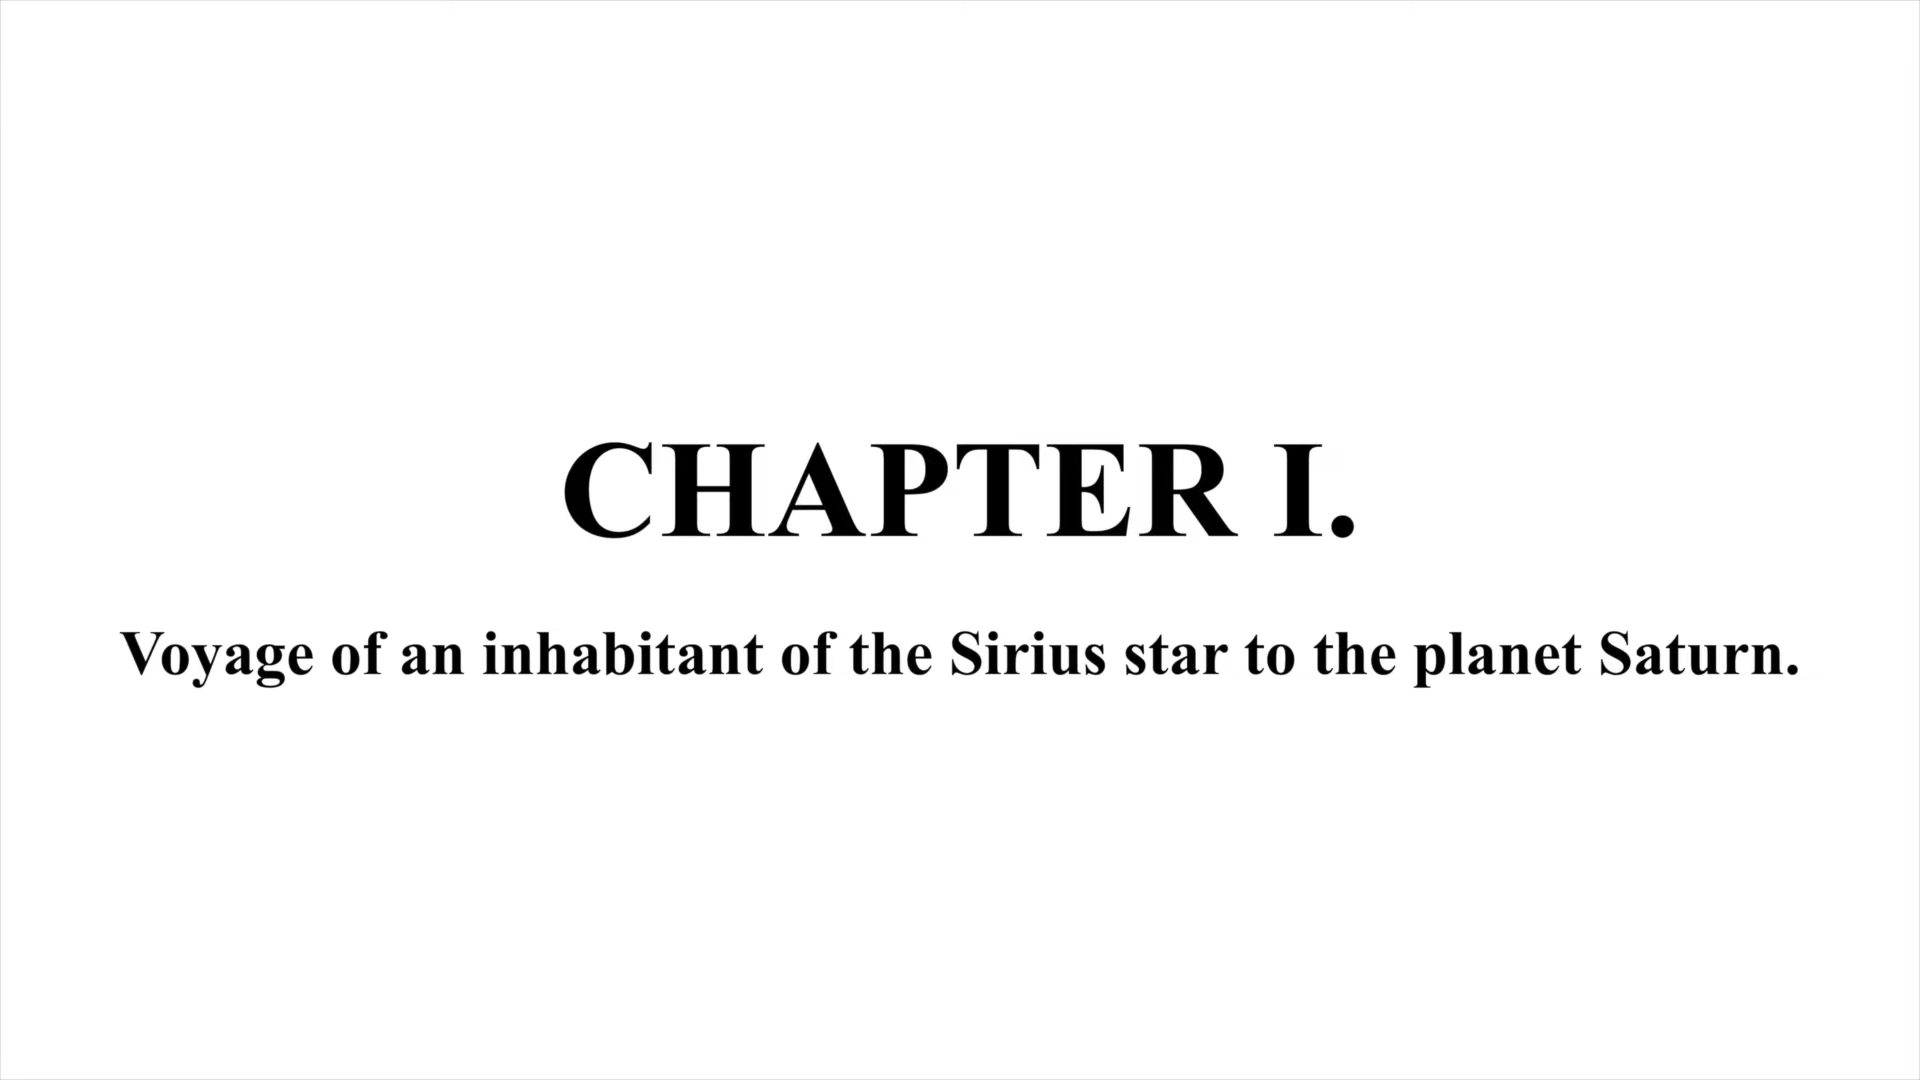 CHAPTER I.
Voyage of an inhabitant of the Sirius star to the planet Saturn.